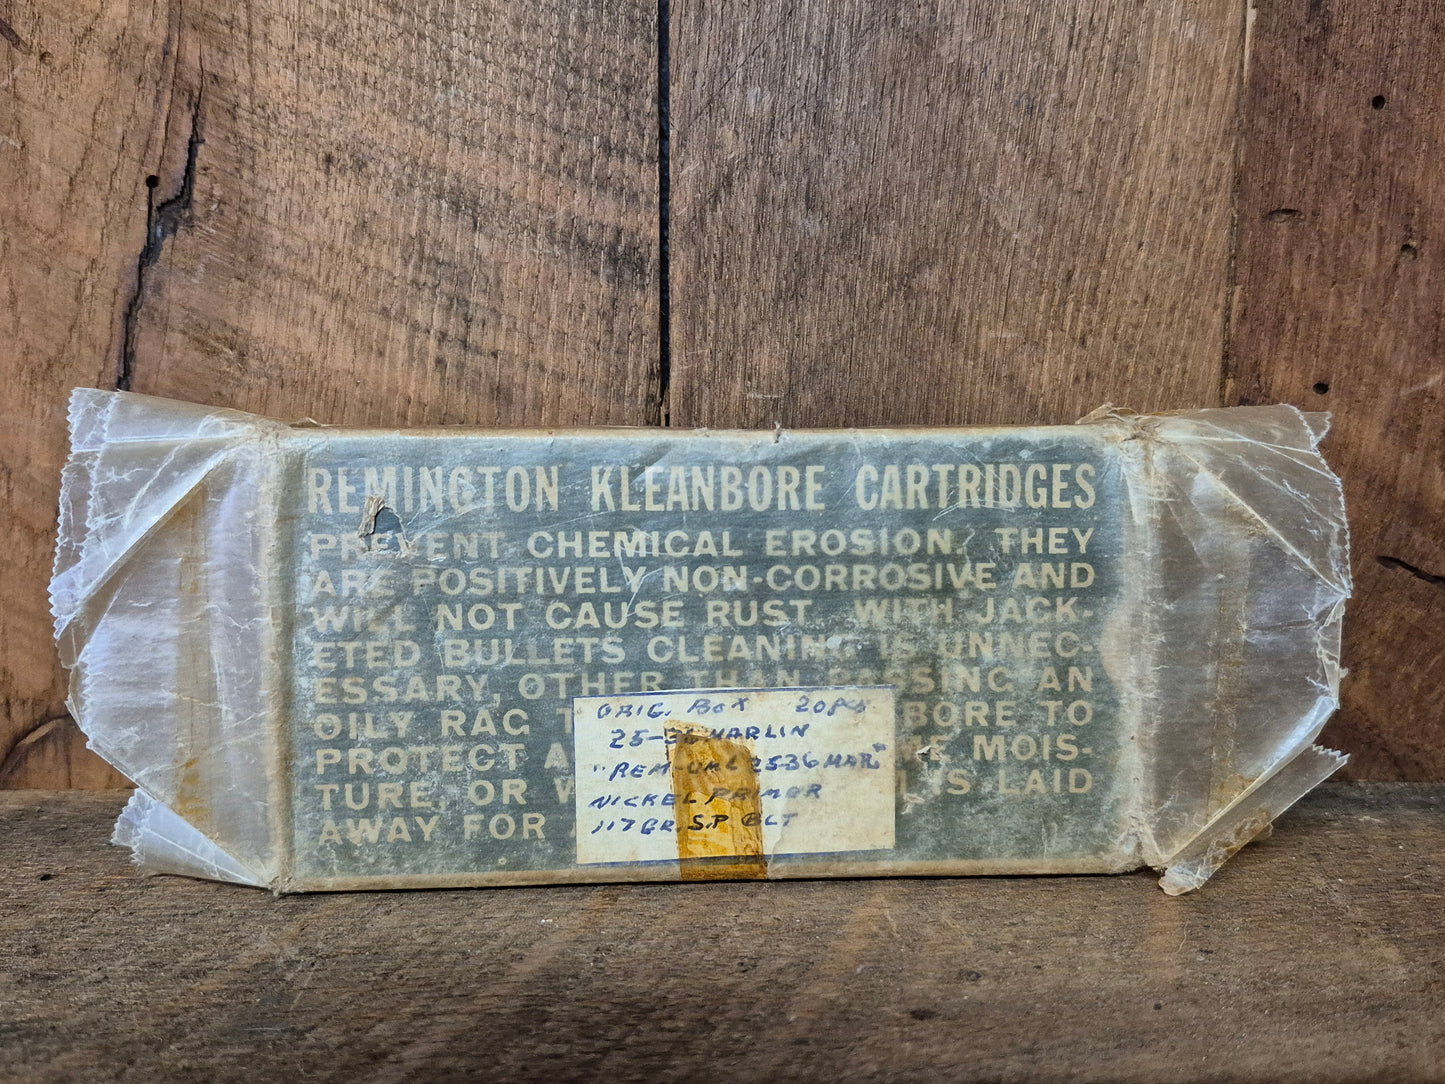 REMINGTON KLEANBORE CARTRIDGES
PREVENT CHEMICAL EROSION. THEY
ARE POSITIVELY NON-CORROSIVE AND
WILL NOT CAUSE RUST. WITH JACK-
ETED BULLETS CLEANING IS UNNEC-
ESSARY, OTHER THAN PASSING AN
OILY RAG BORE TO
PROTECT MOIS-
TURE, OR IS LAID
AWAY FOR
ORIG. BOX
25-36 MARLIN
"REM-UMC 25-36 MAR"
NICKEL PRIMER
117 GR. S.P BLT